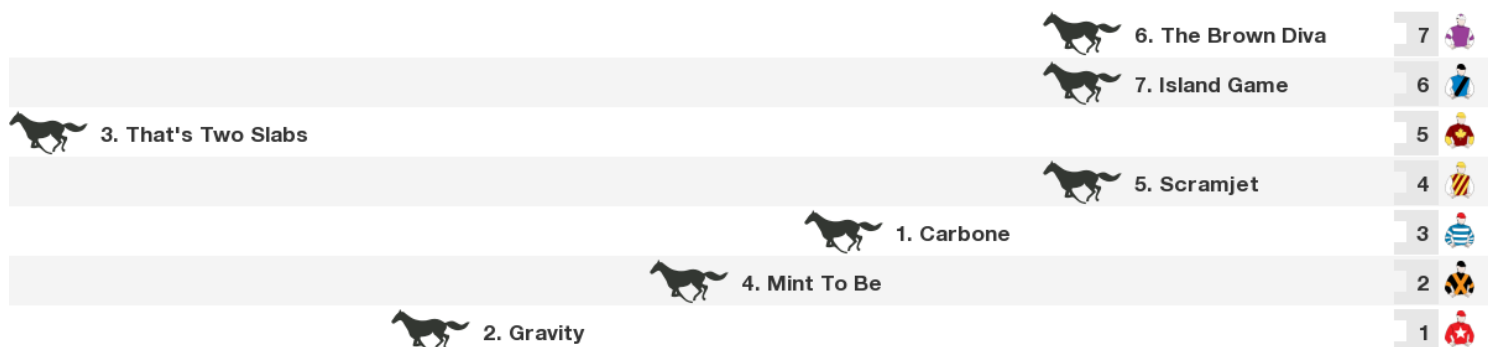 6. The Brown Diva 7
7. Island Game 6
3. That's Two Slabs 5
5. Scramjet 4
1. Carbone 3
4. Mint To Be 2
2. Gravity 1